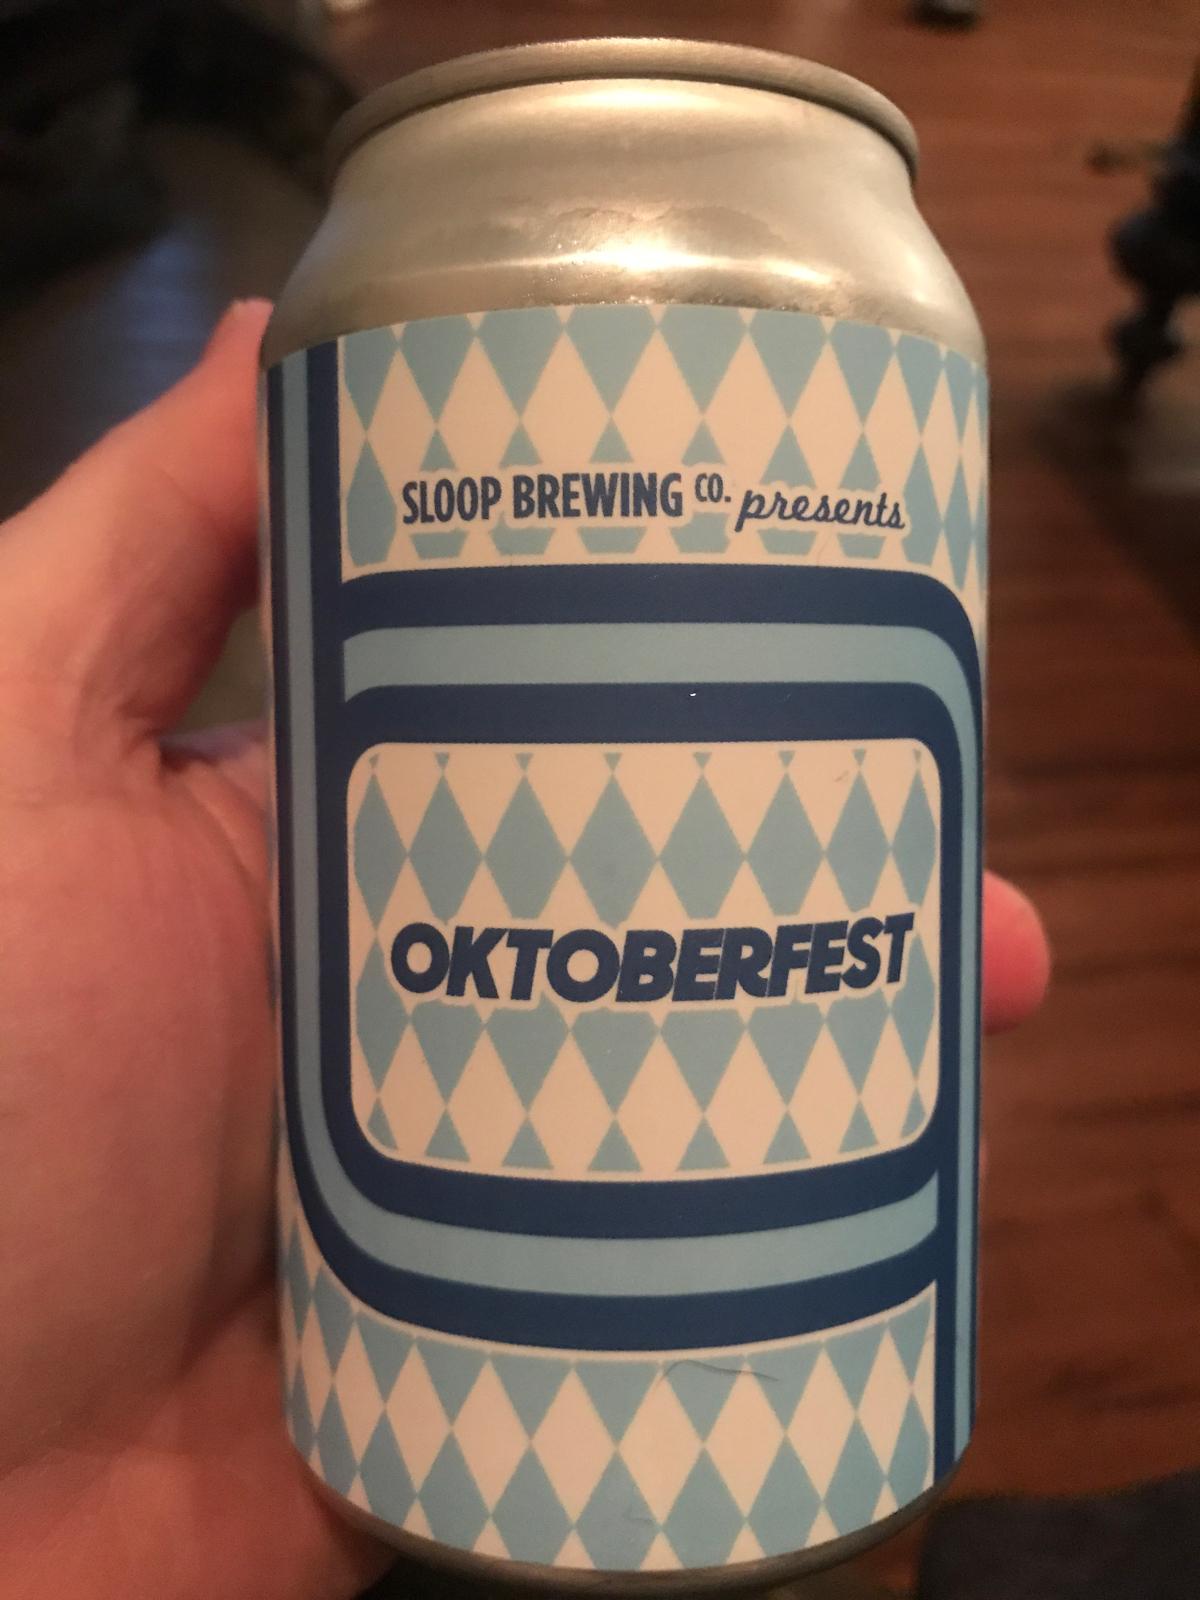 SLOOP BREWING CO. presents
OKTOBERFEST